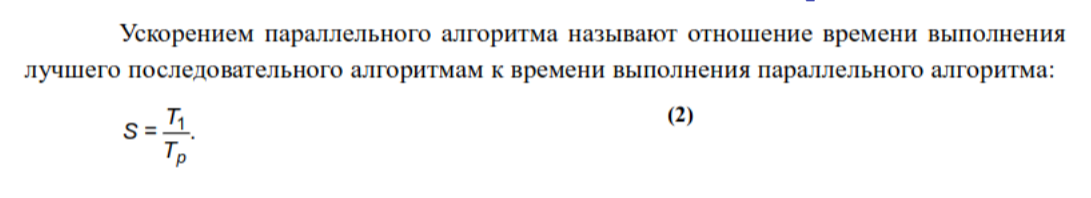 Ускорением параллельного алгоритма называют отношение времени выполнения
лучшего последовательного алгоритмам к времени выполнения параллельного алгоритма:
S = T₁/Tₚ. (2)